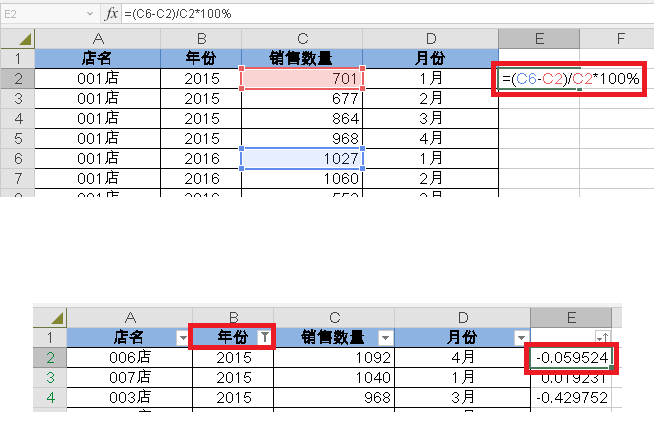 E2 fx =(C6-C2)/C2*100%
A B C D E F
1 店名 年份 销售数量 月份
2 001店 2015 701 1月 =(C6-C2)/C2*100%
3 001店 2015 677 2月
4 001店 2015 864 3月
5 001店 2015 968 4月
6 001店 2016 1027 1月
7 001店 2016 1060 2月
A B C D E
1 店名 年份 销售数量 月份
2 006店 2015 1092 4月 -0.059524
3 007店 2015 1040 1月 0.019231
4 003店 2015 968 3月 -0.429752